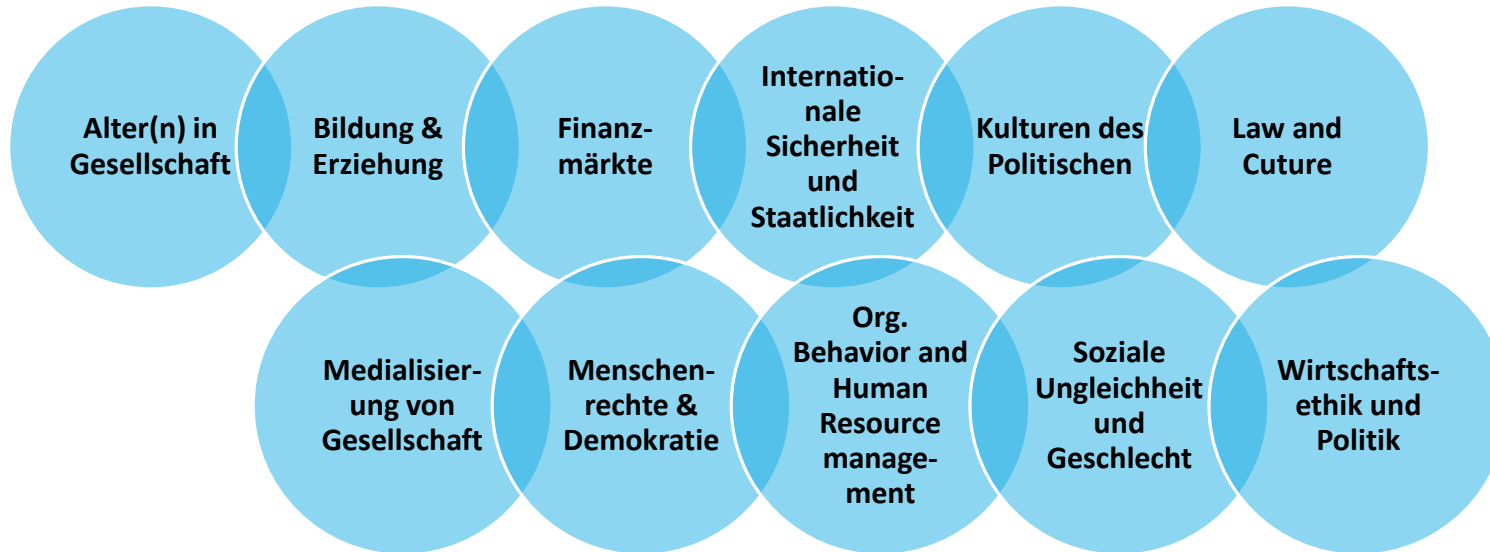 Alter(n) in
Gesellschaft
Bildung &
Erziehung
Finanz-
märkte
Internatio-
nale
Sicherheit
und
Staatlichkeit
Kulturen des
Politischen
Law and
Cuture
Medialisier-
ung von
Gesellschaft
Menschen-
rechte &
Demokratie
Org.
Behavior and
Human
Resource
manage-
ment
Soziale
Ungleichheit
und
Geschlecht
Wirtschafts-
ethik und
Politik